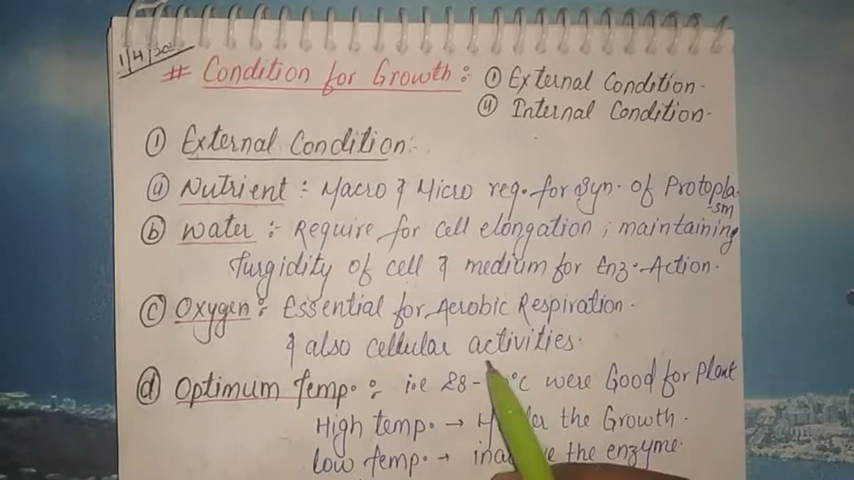 1/4/20
# Condition for Growth :
① External Condition.
② Internal Condition.
① External Condition :-
ⓐ Nutrient :- Macro & Micro req. for Syn. of Protopla-
-sm
ⓑ Water :- Require for cell elongation ; maintaining
Turgidity of cell & medium for Enz. Action.
ⓒ Oxygen : Essential for Aerobic Respiration.
& also cellular activities.
ⓓ Optimum Temp. : i.e 28- °C were Good for plant
High temp. → the Growth.
low temp. → the enzyme.